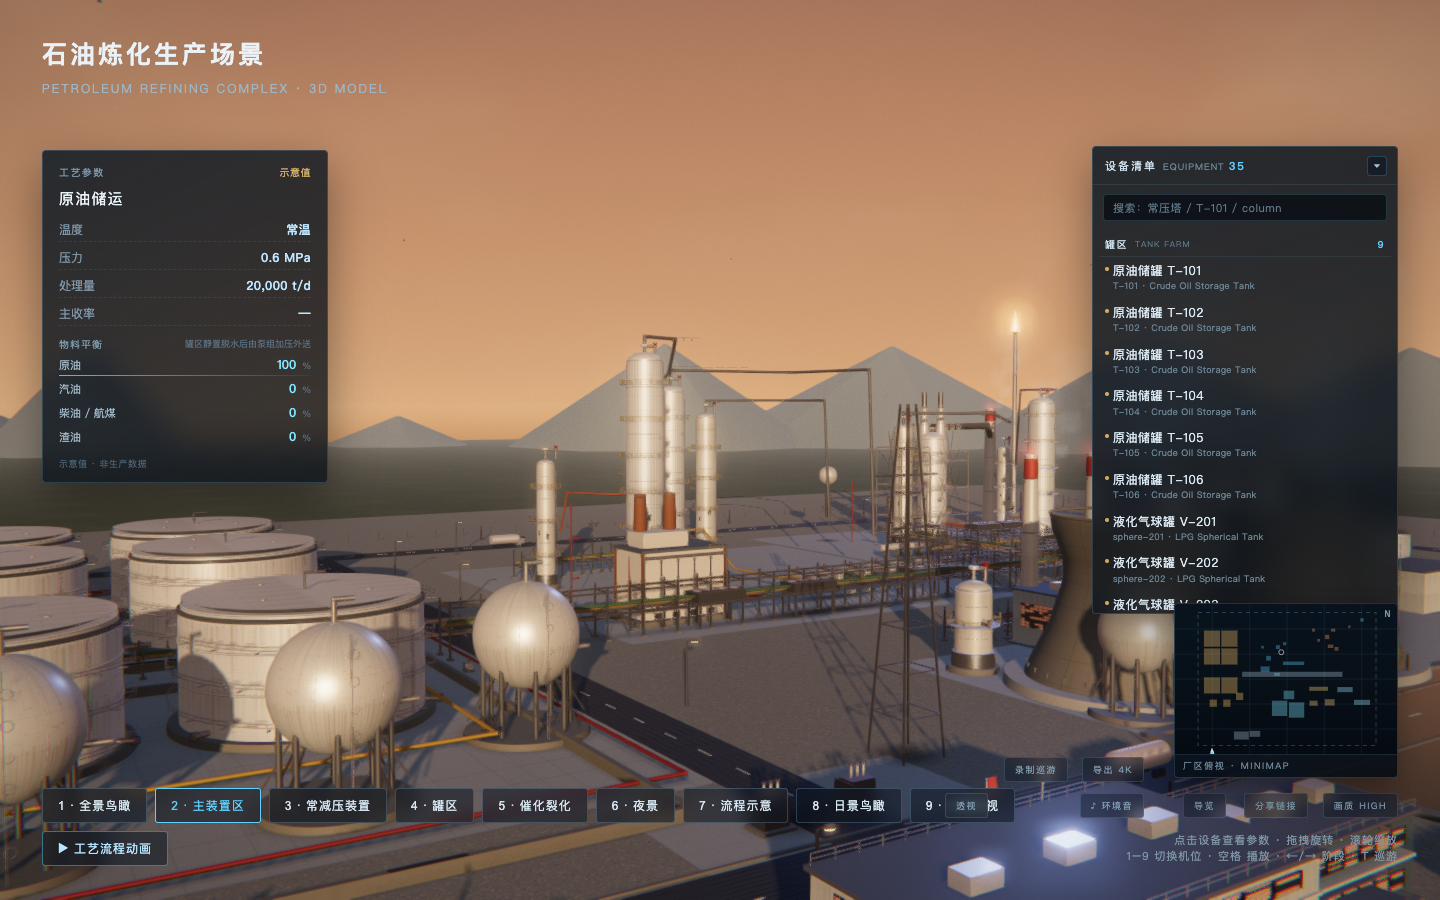 石油炼化生产场景
PETROLEUM REFINING COMPLEX · 3D MODEL
工艺参数 示意值
原油储运
温度 常温
压力 0.6 MPa
处理量 20,000 t/d
主收率 —
物料平衡 罐区静置脱水后由泵组加压外送
原油 100 %
汽油 0 %
柴油 / 航煤 0 %
渣油 0 %
示意值 · 非生产数据
设备清单 EQUIPMENT 35
搜索: 常压塔 / T-101 / column
罐区 TANK FARM 9
原油储罐 T-101
T-101 · Crude Oil Storage Tank
原油储罐 T-102
T-102 · Crude Oil Storage Tank
原油储罐 T-103
T-103 · Crude Oil Storage Tank
原油储罐 T-104
T-104 · Crude Oil Storage Tank
原油储罐 T-105
T-105 · Crude Oil Storage Tank
原油储罐 T-106
T-106 · Crude Oil Storage Tank
液化气球罐 V-201
sphere-201 · LPG Spherical Tank
液化气球罐 V-202
sphere-202 · LPG Spherical Tank
液化气球罐
N
厂区俯视 · MINIMAP
录制巡游 导出 4K
1 · 全景鸟瞰 2 · 主装置区 3 · 常减压装置 4 · 罐区 5 · 催化裂化 6 · 夜景 7 · 流程示意 8 · 日景鸟瞰 9 · 透视 视 ♪ 环境音 导览 分享链接 画质 HIGH
▶ 工艺流程动画
点击设备查看参数 · 拖拽旋转 · 滚轮缩放
1—9 切换机位 · 空格 播放 · ←/→ 阶段 · T 巡游